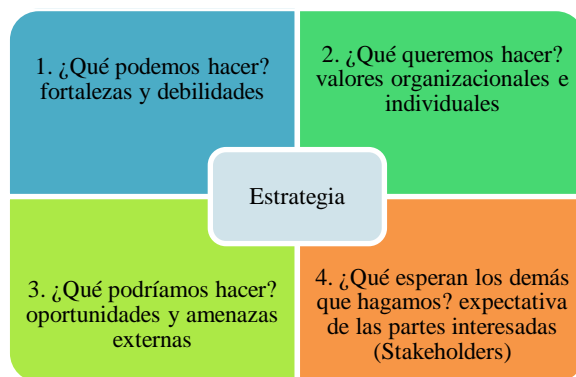 1. ¿Qué podemos hacer?
fortalezas y debilidades
2. ¿Qué queremos hacer?
valores organizacionales e
individuales
Estrategia
3. ¿Qué podríamos hacer?
oportunidades y amenazas
externas
4. ¿Qué esperan los demás
que hagamos? expectativa
de las partes interesadas
(Stakeholders)